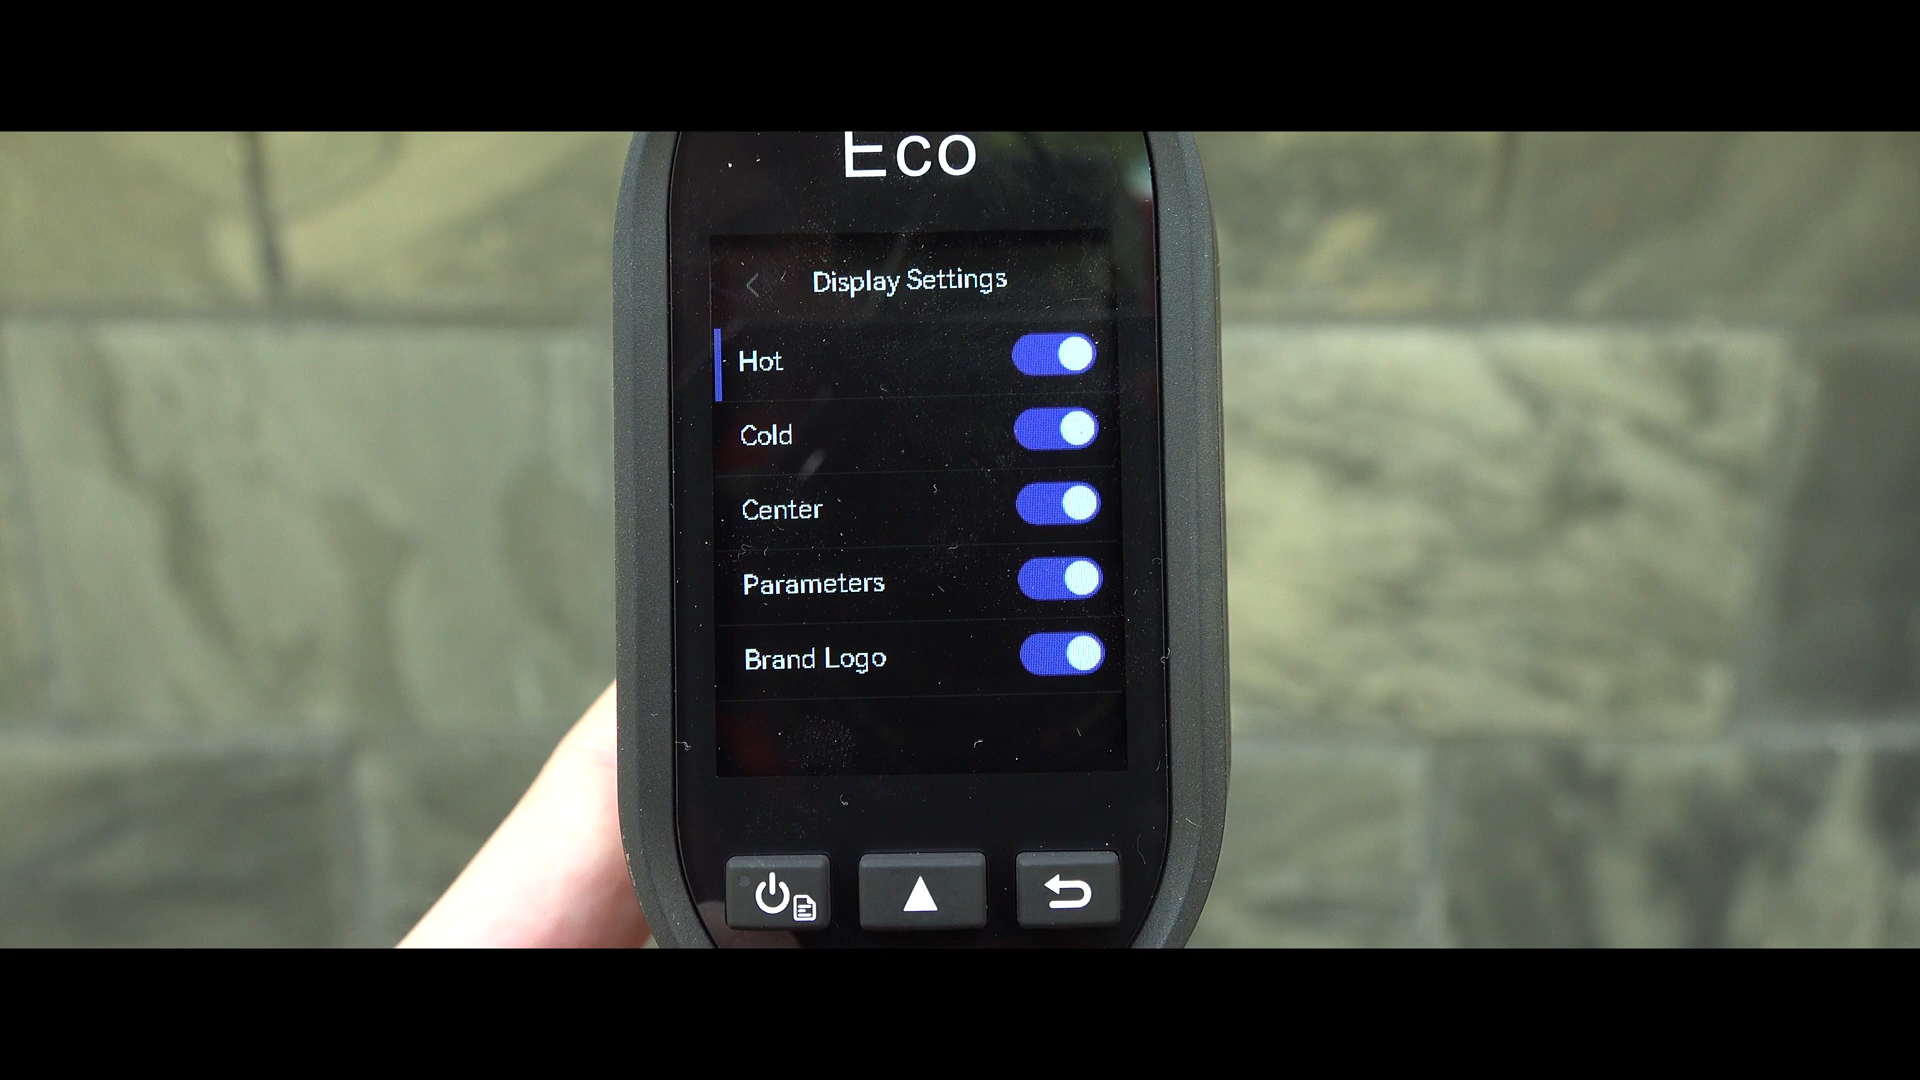 Eco
Display Settings
Hot
Cold
Center
Parameters
Brand Logo